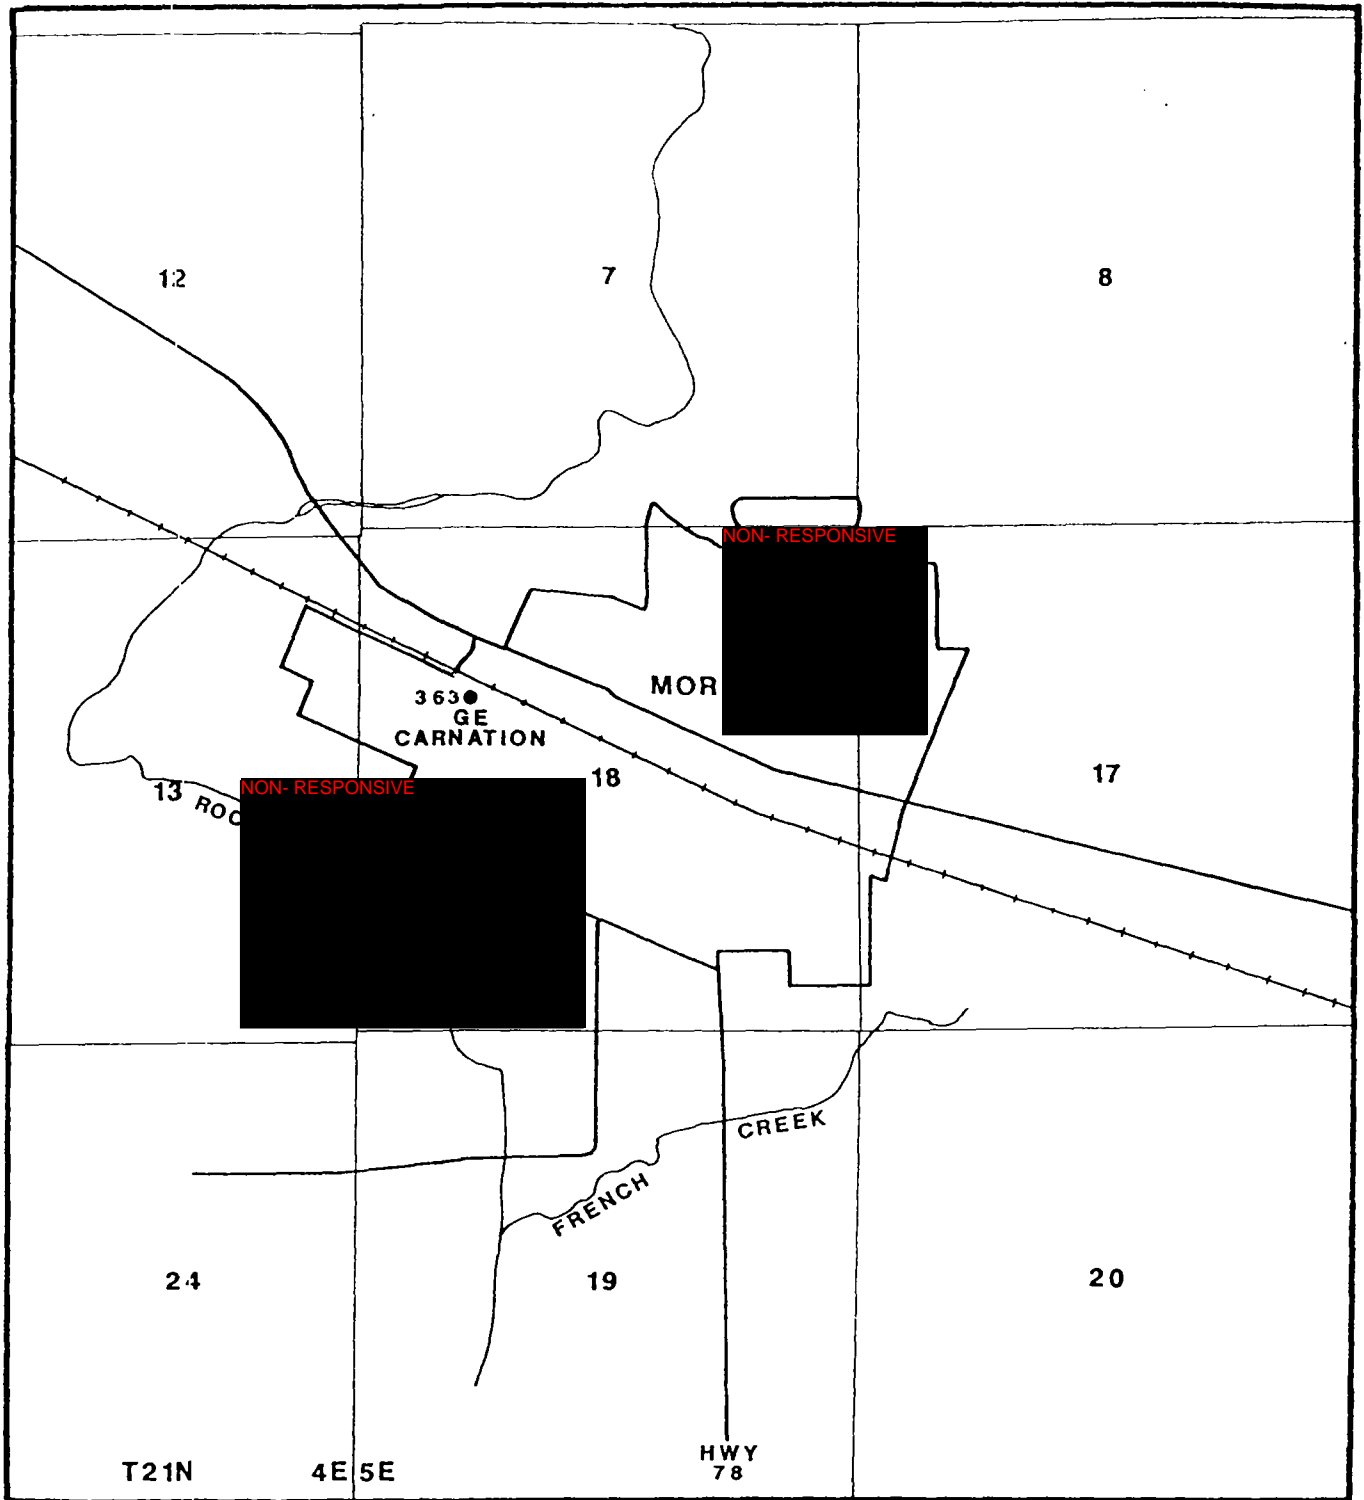 12
7
8
NON- RESPONSIVE
MOR
363
GE
CARNATION
18
17
NON- RESPONSIVE
13
ROC
CREEK
FRENCH
24
19
20
HWY
78
T21N
4E 5E